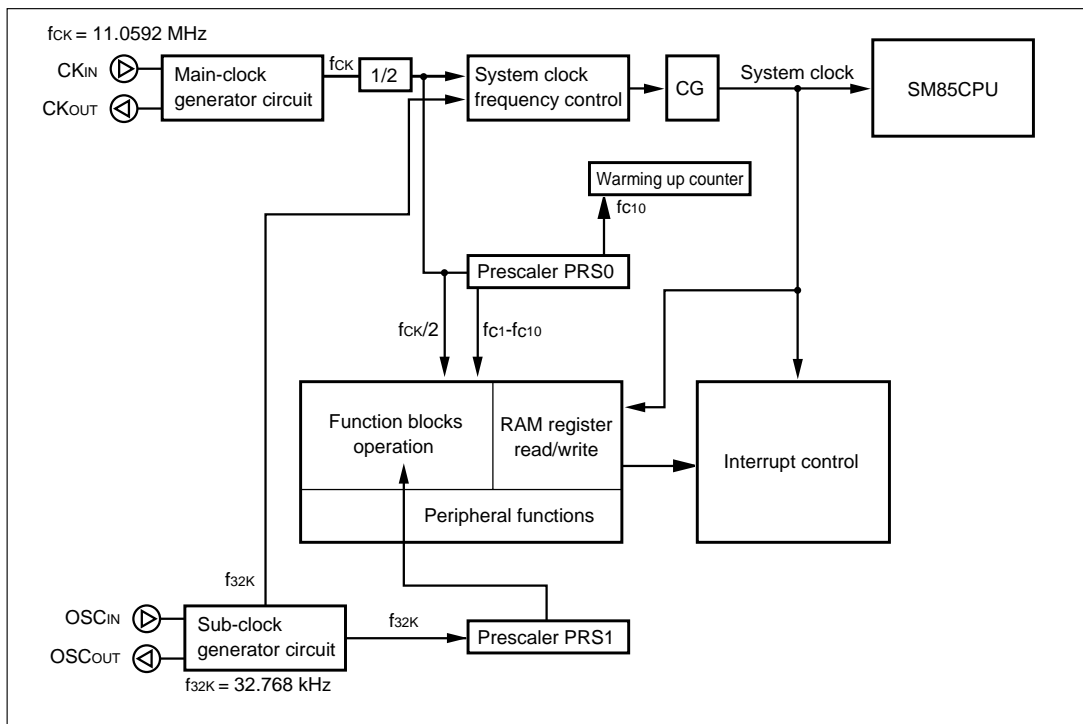 fCK = 11.0592 MHz
CKIN
CKOUT
Main-clock
generator circuit
fCK
1/2
System clock
frequency control
CG
System clock
SM85CPU
Warming up counter
fC10
Prescaler PRS0
fCK/2
fC1-fC10
Function blocks
operation
RAM register
read/write
Peripheral functions
Interrupt control
f32K
OSCIN
OSCOUT
Sub-clock
generator circuit
f32K
Prescaler PRS1
f32K = 32.768 kHz